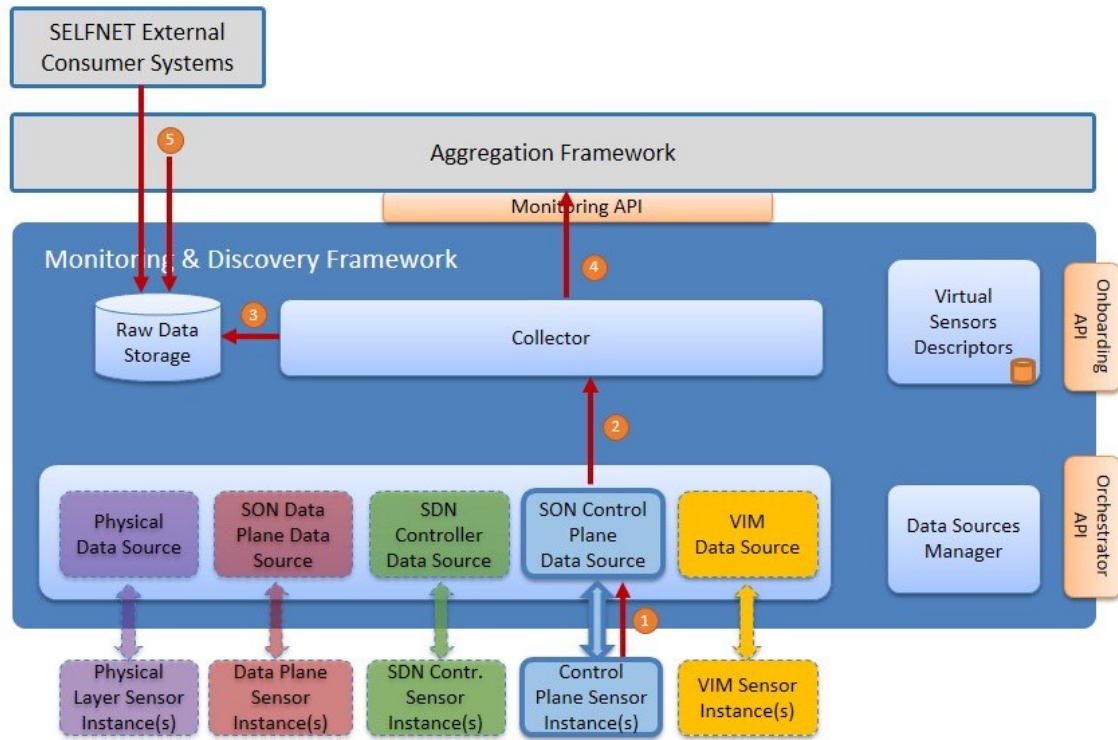 SELFNET External
Consumer Systems
5
Aggregation Framework
Monitoring API
Monitoring & Discovery Framework
4
Raw Data
Storage
3
Collector
Virtual
Sensors
Descriptors
Onboarding
API
2
Physical
Data Source
SON Data
Plane Data
Source
SDN
Controller
Data Source
SON Control
Plane
Data Source
VIM
Data Source
Data Sources
Manager
Orchestrator
API
1
Physical
Layer Sensor
Instance(s)
Data Plane
Sensor
Instance(s)
SDN Contr.
Sensor
Instance(s)
Control
Plane Sensor
Instance(s)
VIM Sensor
Instance(s)